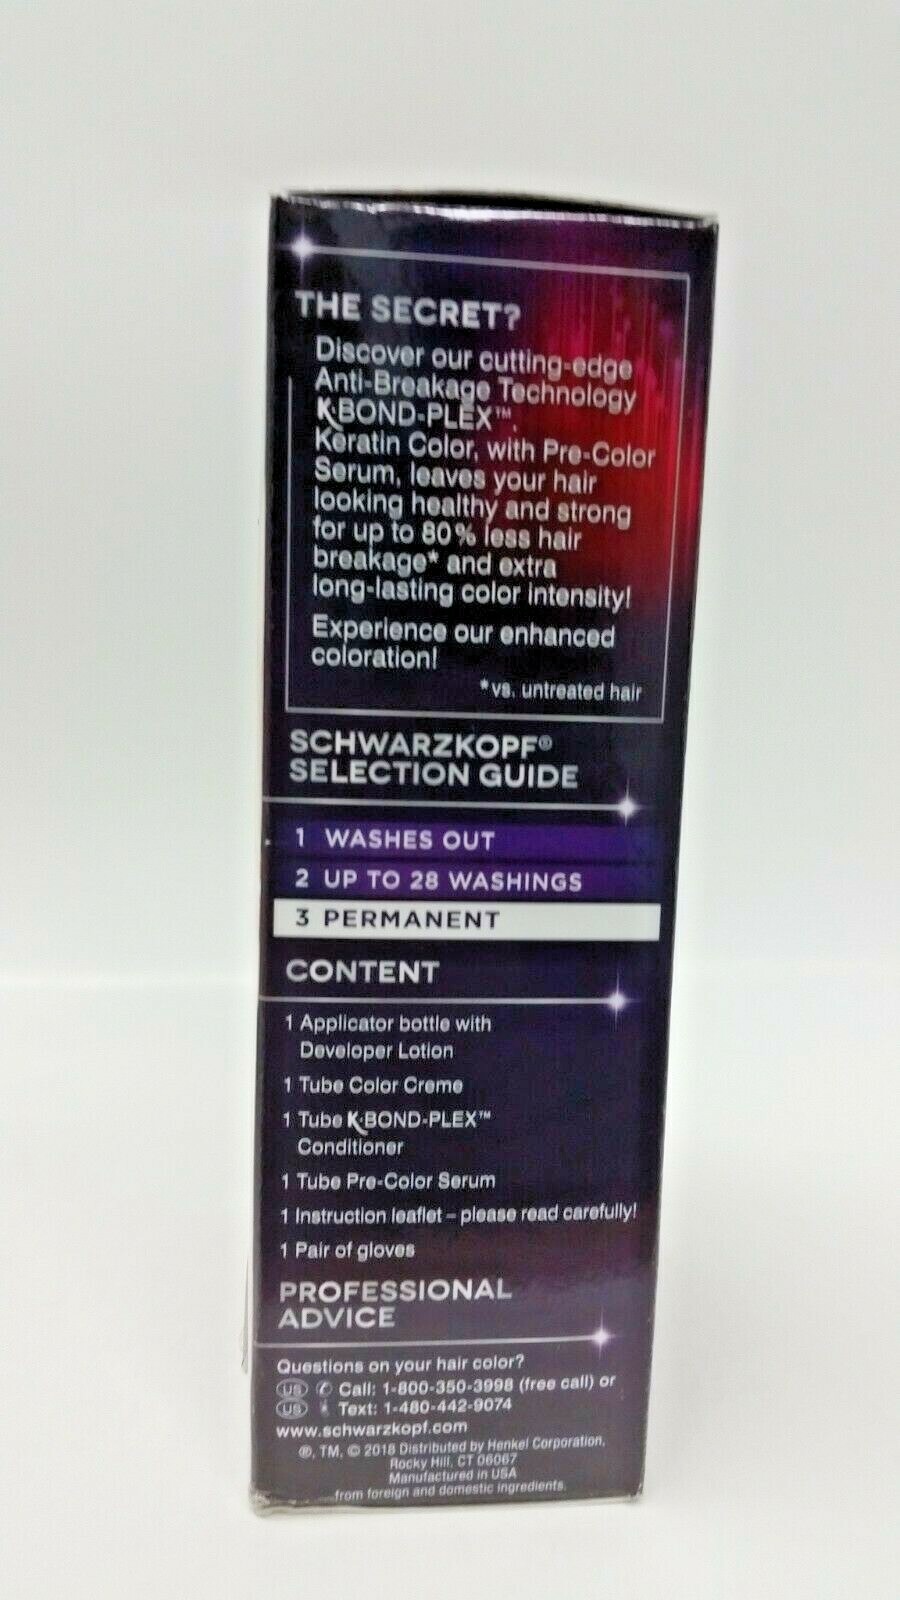 THE SECRET?
Discover our cutting-edge
Anti-Breakage Technology
K·BOND-PLEX™.
Keratin Color, with Pre-Color
Serum, leaves your hair
looking healthy and strong
for up to 80% less hair
breakage* and extra
long-lasting color intensity!
Experience our enhanced
coloration!
*vs. untreated hair
SCHWARZKOPF®
SELECTION GUIDE
1 WASHES OUT
2 UP TO 28 WASHINGS
3 PERMANENT
CONTENT
1 Applicator bottle with
Developer Lotion
1 Tube Color Creme
1 Tube K·BOND-PLEX™
Conditioner
1 Tube Pre-Color Serum
1 Instruction leaflet – please read carefully!
1 Pair of gloves
PROFESSIONAL
ADVICE
Questions on your hair color?
US Call: 1-800-350-3998 (free call) or
US Text: 1-480-442-9074
www.schwarzkopf.com
®, TM, © 2018 Distributed by Henkel Corporation,
Rocky Hill, CT 06067
Manufactured in USA
from foreign and domestic ingredients.